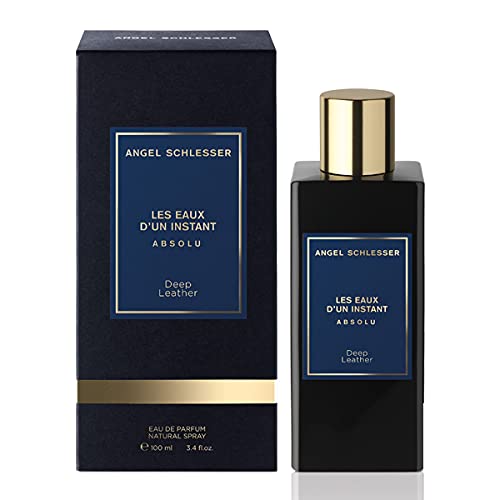 ANGEL SCHLESSER
LES EAUX
D'UN INSTANT
ABSOLU
Deep
Leather
EAU DE PARFUM
NATURAL SPRAY
℮ 100 ml 3.4 fl.oz.
ANGEL SCHLESSER
LES EAUX
D'UN INSTANT
ABSOLU
Deep
Leather